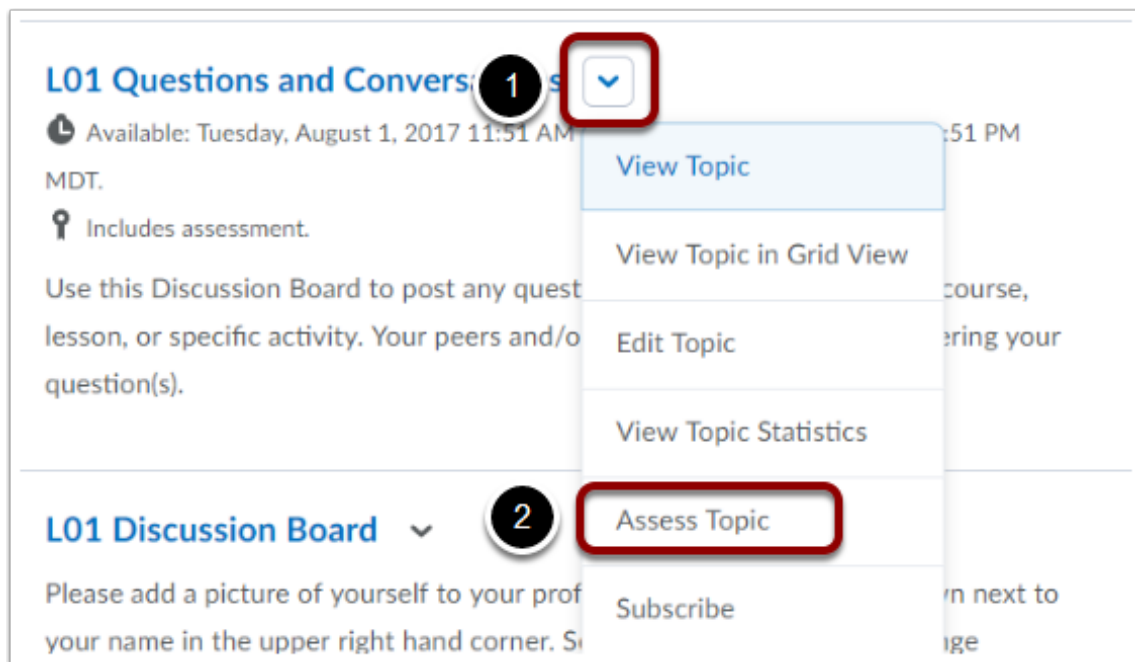 L01 Questions and Convers s
1
Available: Tuesday, August 1, 2017 11:51 AM :51 PM
MDT.
Includes assessment.
Use this Discussion Board to post any quest course,
lesson, or specific activity. Your peers and/o ering your
question(s).
View Topic
View Topic in Grid View
Edit Topic
View Topic Statistics
2
Assess Topic
Subscribe
L01 Discussion Board
Please add a picture of yourself to your prof n next to
your name in the upper right hand corner. S nge